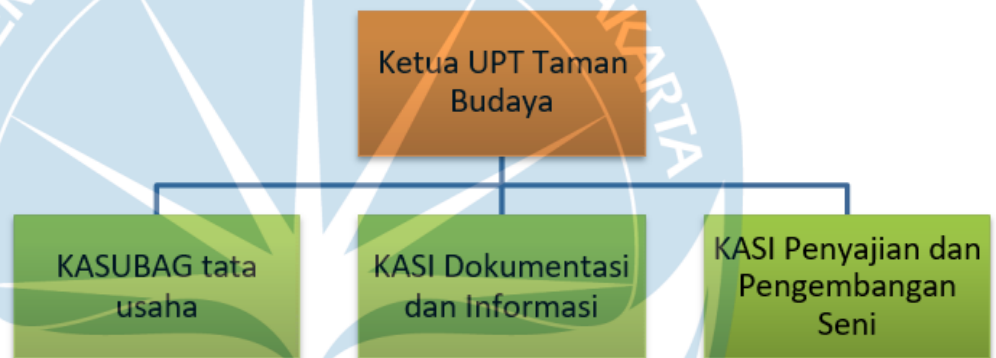 Ketua UPT Taman
Budaya
KASUBAG tata
usaha
KASI Dokumentasi
dan Informasi
KASI Penyajian dan
Pengembangan
Seni